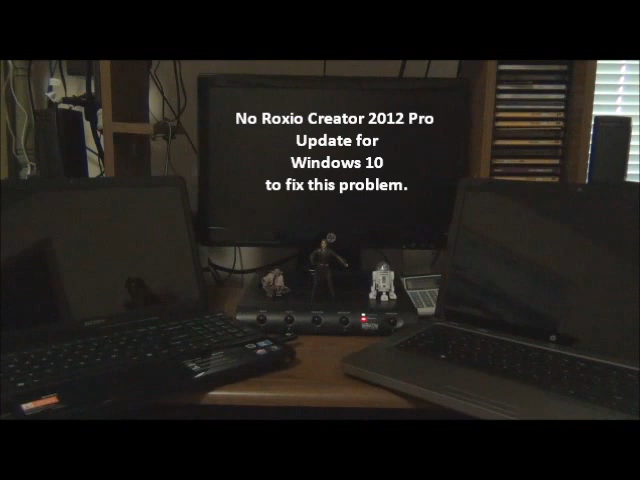 No Roxio Creator 2012 Pro
Update for
Windows 10
to fix this problem.